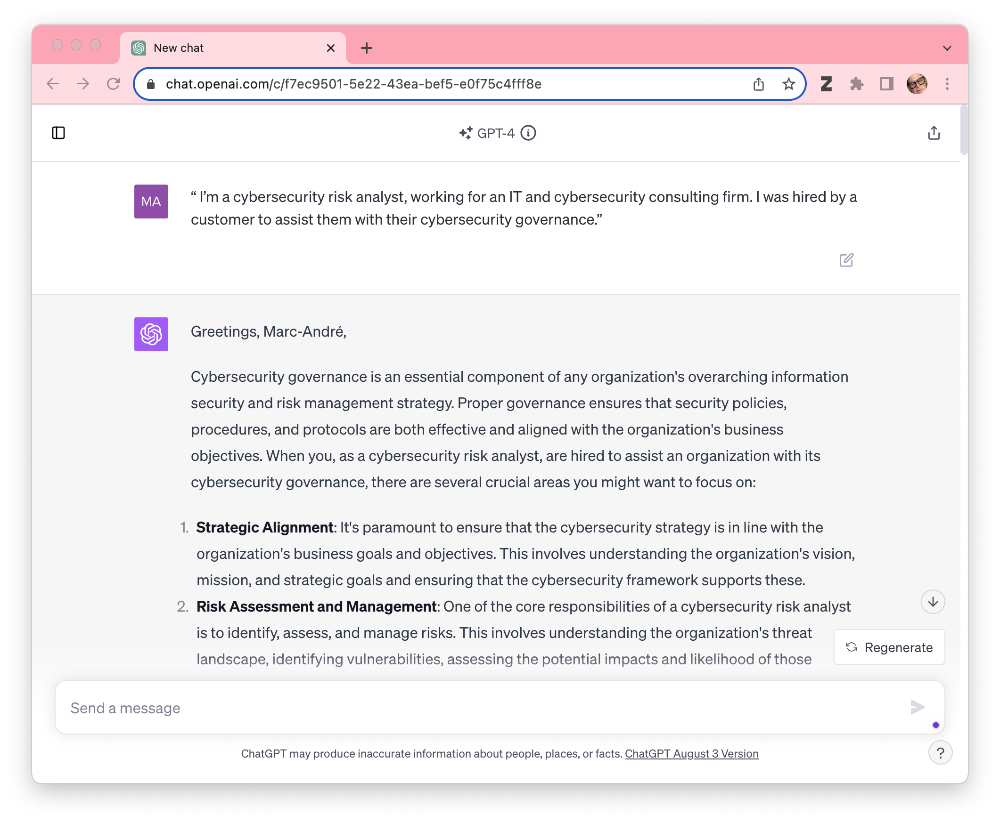 New chat
chat.openai.com/c/f7ec9501-5e22-43ea-bef5-e0f75c4fff8e
GPT-4
MA
“ I’m a cybersecurity risk analyst, working for an IT and cybersecurity consulting firm. I was hired by a
customer to assist them with their cybersecurity governance.”
Greetings, Marc-André,
Cybersecurity governance is an essential component of any organization's overarching information
security and risk management strategy. Proper governance ensures that security policies,
procedures, and protocols are both effective and aligned with the organization's business
objectives. When you, as a cybersecurity risk analyst, are hired to assist an organization with its
cybersecurity governance, there are several crucial areas you might want to focus on:
1. Strategic Alignment: It's paramount to ensure that the cybersecurity strategy is in line with the
organization's business goals and objectives. This involves understanding the organization's vision,
mission, and strategic goals and ensuring that the cybersecurity framework supports these.
2. Risk Assessment and Management: One of the core responsibilities of a cybersecurity risk analyst
is to identify, assess, and manage risks. This involves understanding the organization's threat
landscape, identifying vulnerabilities, assessing the potential impacts and likelihood of those
Regenerate
Send a message
ChatGPT may produce inaccurate information about people, places, or facts. ChatGPT August 3 Version
?